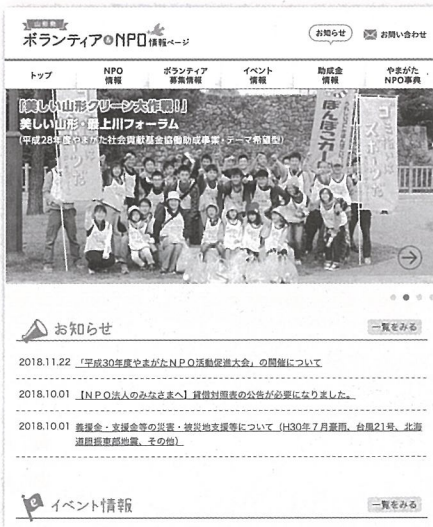 山形発
ボランティア&NPO情報ページ
お知らせ
お問い合わせ
トップ
NPO
情報
ボランティア
募集情報
イベント
情報
助成金
情報
やまがた
NPO事典
「美しい山形クリーン大作戦!」
美しい山形・最上川フォーラム
(平成28年度やまがた社会貢献基金協働助成事業・テーマ希望型)
ゴミ拾いは
スポーツだ
お知らせ
一覧をみる
2018.11.22 「平成30年度やまがたNPO活動促進大会」の開催について
2018.10.01 【NPO法人のみなさまへ】貸借対照表の公告が必要になりました。
2018.10.01 義援金・支援金等の災害・被災地支援等について(H30年7月豪雨、台風21号、北海
道胆振東部地震、その他)
イベント情報
一覧をみる